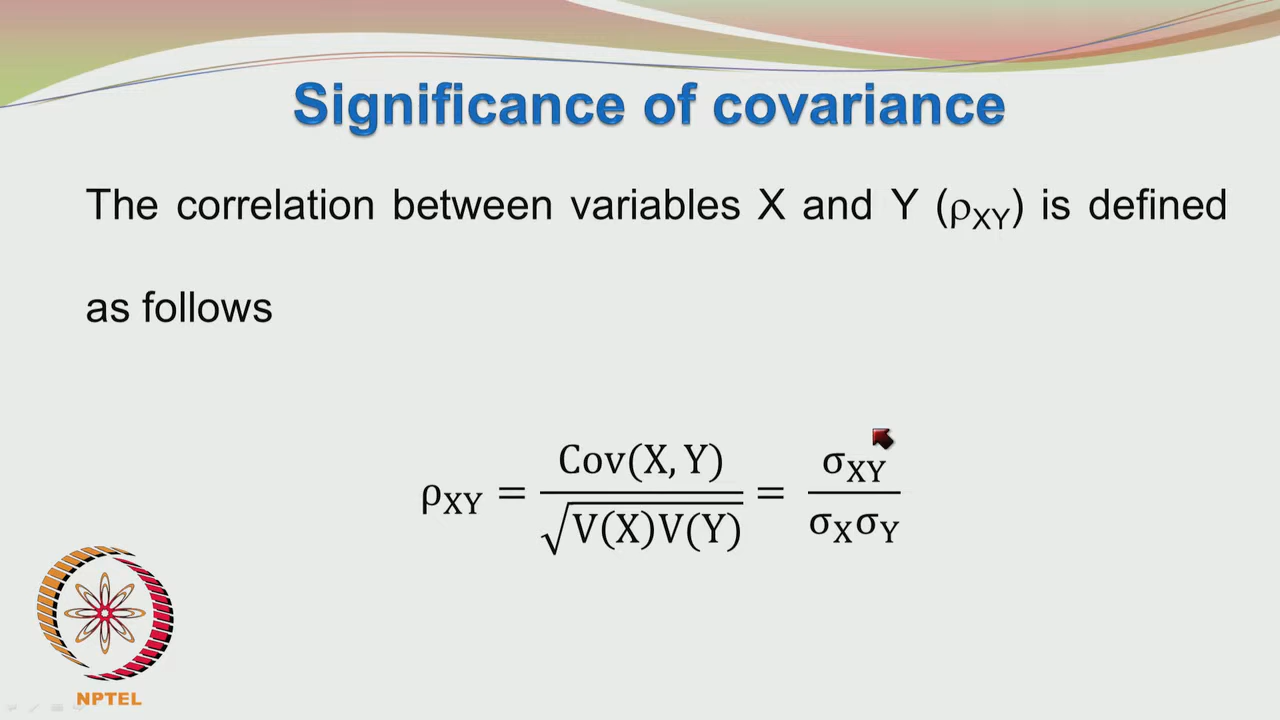 Significance of covariance
The correlation between variables X and Y (ρXY) is defined
as follows
ρXY = Cov(X, Y) / √V(X)V(Y) = σXY / σXσY
NPTEL